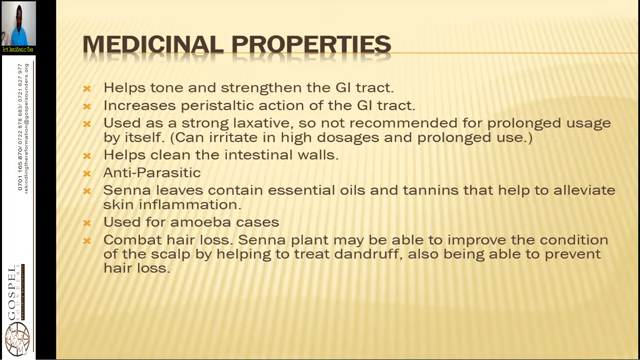 MEDICINAL PROPERTIES
Helps tone and strengthen the GI tract.
Increases peristaltic action of the GI tract.
Used as a strong laxative, so not recommended for prolonged usage
by itself. (Can irritate in high dosages and prolonged use.)
Helps clean the intestinal walls.
Anti-Parasitic
Senna leaves contain essential oils and tannins that help to alleviate
skin inflammation.
Used for amoeba cases
Combat hair loss. Senna plant may be able to improve the condition
of the scalp by helping to treat dandruff, also being able to prevent
hair loss.
GOSPEL
SOUNDERS